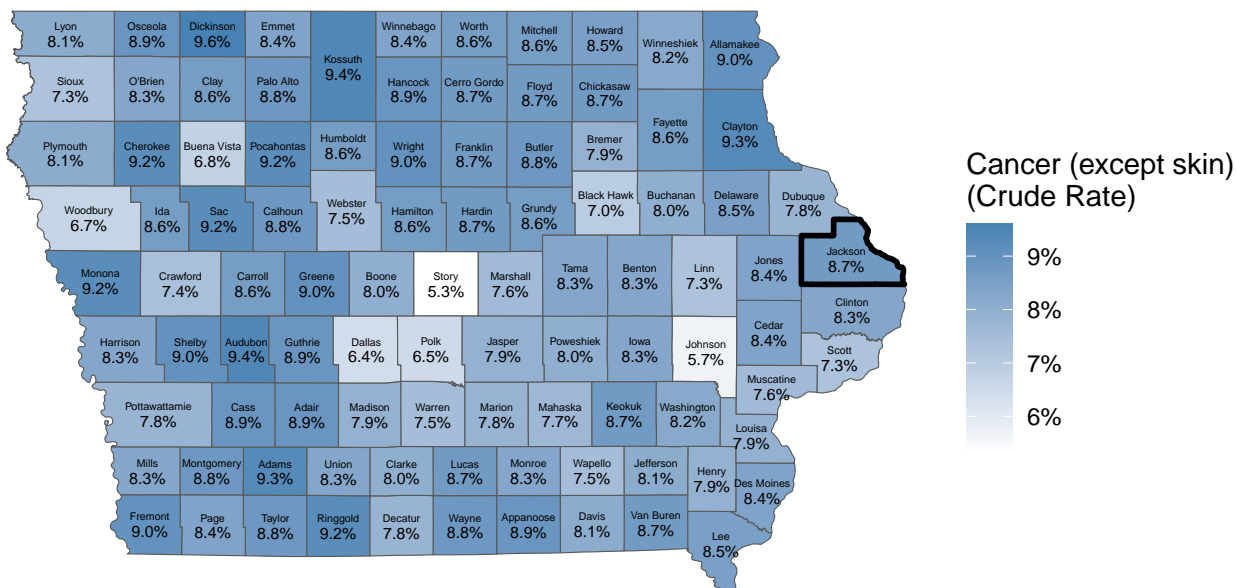 Lyon
8.1%
Osceola
8.9%
Dickinson
9.6%
Emmet
8.4%
Kossuth
9.4%
Winnebago
8.4%
Worth
8.6%
Mitchell
8.6%
Howard
8.5%
Winneshiek
8.2%
Allamakee
9.0%
Sioux
7.3%
O'Brien
8.3%
Clay
8.6%
Palo Alto
8.8%
Hancock
8.9%
Cerro Gordo
8.7%
Floyd
8.7%
Chickasaw
8.7%
Fayette
8.6%
Clayton
9.3%
Plymouth
8.1%
Cherokee
9.2%
Buena Vista
6.8%
Pocahontas
9.2%
Humboldt
8.6%
Wright
9.0%
Franklin
8.7%
Butler
8.8%
Bremer
7.9%
Woodbury
6.7%
Ida
8.6%
Sac
9.2%
Calhoun
8.8%
Webster
7.5%
Hamilton
8.6%
Hardin
8.7%
Grundy
8.6%
Black Hawk
7.0%
Buchanan
8.0%
Delaware
8.5%
Dubuque
7.8%
Monona
9.2%
Crawford
7.4%
Carroll
8.6%
Greene
9.0%
Boone
8.0%
Story
5.3%
Marshall
7.6%
Tama
8.3%
Benton
8.3%
Linn
7.3%
Jones
8.4%
Jackson
8.7%
Clinton
8.3%
Harrison
8.3%
Shelby
9.0%
Audubon
9.4%
Guthrie
8.9%
Dallas
6.4%
Polk
6.5%
Jasper
7.9%
Poweshiek
8.0%
Iowa
8.3%
Johnson
5.7%
Cedar
8.4%
Scott
7.3%
Muscatine
7.6%
Pottawattamie
7.8%
Cass
8.9%
Adair
8.9%
Madison
7.9%
Warren
7.5%
Marion
7.8%
Mahaska
7.7%
Keokuk
8.7%
Washington
8.2%
Louisa
7.9%
Mills
8.3%
Montgomery
8.8%
Adams
9.3%
Union
8.3%
Clarke
8.0%
Lucas
8.7%
Monroe
8.3%
Wapello
7.5%
Jefferson
8.1%
Henry
7.9%
Des Moines
8.4%
Fremont
9.0%
Page
8.4%
Taylor
8.8%
Ringgold
9.2%
Decatur
7.8%
Wayne
8.8%
Appanoose
8.9%
Davis
8.1%
Van Buren
8.7%
Lee
8.5%
Cancer (except skin)
(Crude Rate)
9%
8%
7%
6%